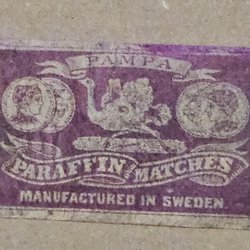 PAMPA
PARAFFIN MATCHES
MANUFACTURED IN SWEDEN